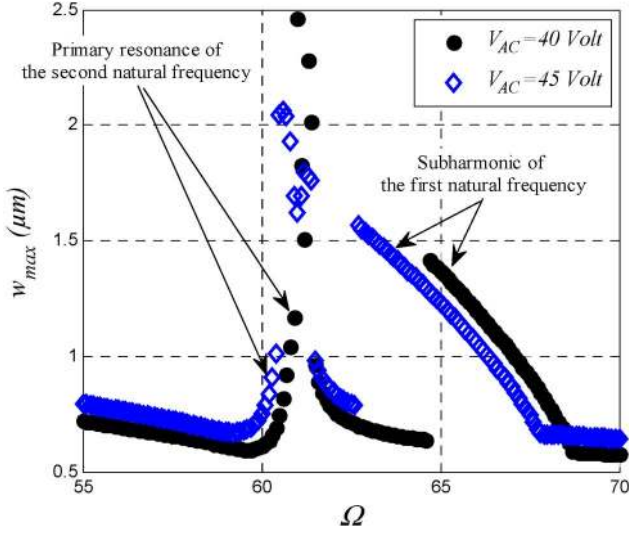 2.5
2
1.5
1
0.5
w_max (μm)
Primary resonance of
the second natural frequency
V_AC=40 Volt
V_AC=45 Volt
Subharmonic of
the first natural frequency
55
60
65
70
Ω